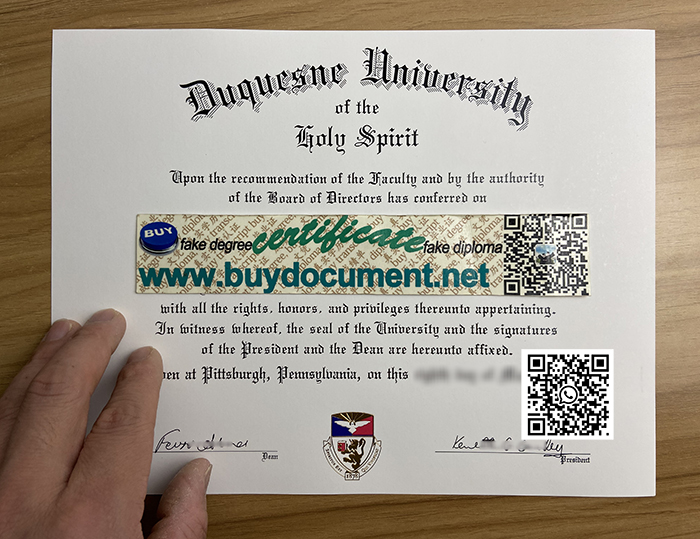 Duquesne University
of the
Holy Spirit
Upon the recommendation of the Faculty and by the authority
of the Board of Directors has conferred on
BUY
fake degree certificate fake diploma
www.buydocument.net
with all the rights, honors, and privileges thereunto appertaining.
In witness whereof, the seal of the University and the signatures
of the President and the Dean are hereunto affixed.
en at Pittsburgh, Pennsylvania, on this
Dean
1878
President